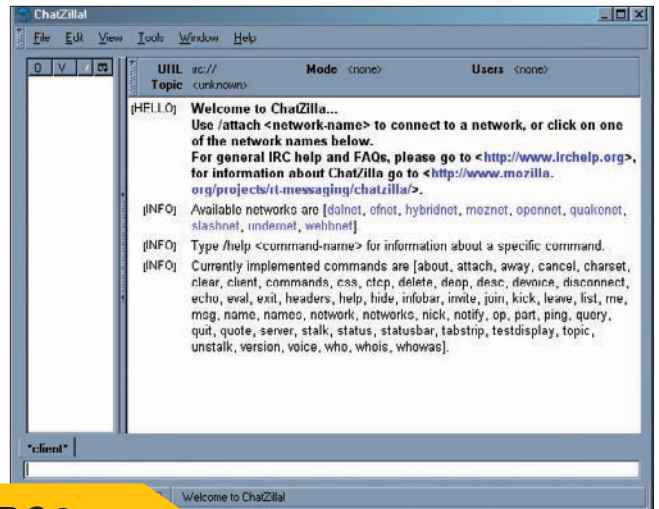 ChatZilla!
File Edit View Tools Window Help
O V
URL irc:// Mode <none> Users <none>
Topic <unknown>
[HELLO] Welcome to ChatZilla...
Use /attach <network-name> to connect to a network, or click on one
of the network names below.
For general IRC help and FAQs, please go to <http://www.irchelp.org>,
for information about ChatZilla go to <http://www.mozilla.
org/projects/rt-messaging/chatzilla/>.
[INFO] Available networks are [dalnet, efnet, hybridnet, moznet, opennet, quakenet,
slashnet, undernet, webbnet].
[INFO] Type /help <command-name> for information about a specific command.
[INFO] Currently implemented commands are [about, attach, away, cancel, charset,
clear, client, commands, css, ctcp, delete, deop, desc, devoice, disconnect,
echo, eval, exit, headers, help, hide, infobar, invite, join, kick, leave, list, me,
msg, name, names, network, networks, nick, notify, op, part, ping, query,
quit, quote, server, stalk, status, statusbar, tabstrip, testdisplay, topic,
unstalk, version, voice, who, whois, whowas].
*client*
Welcome to ChatZilla!